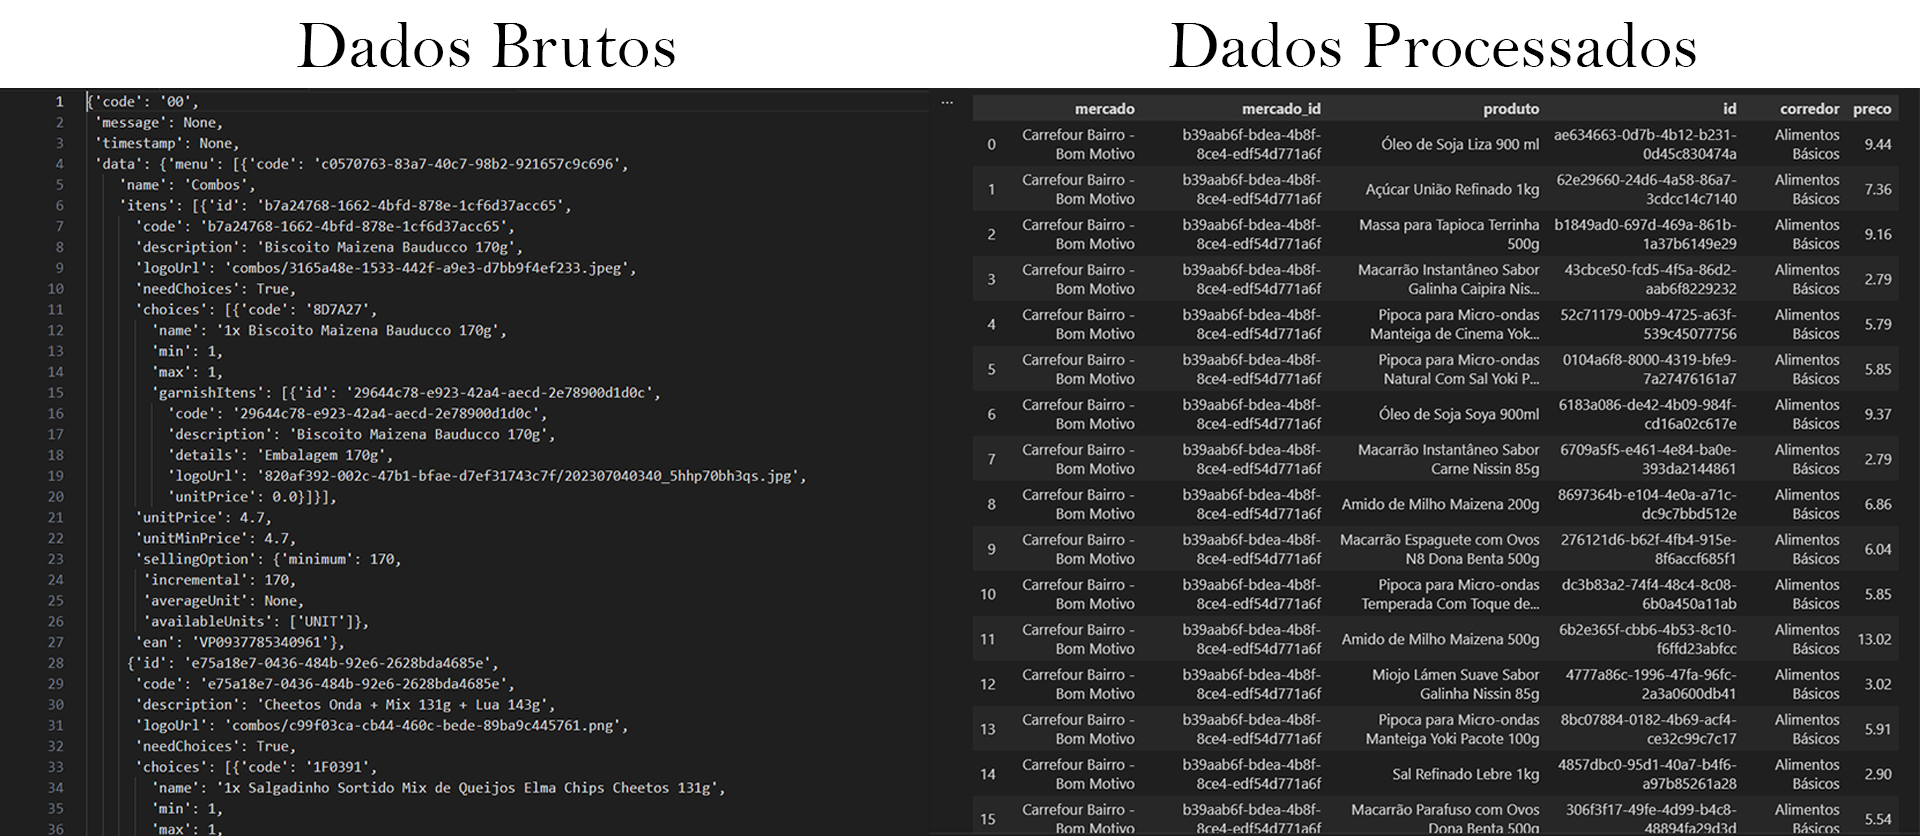 Dados Brutos
Dados Processados
1 {'code': '00',
2 'message': None,
3 'timestamp': None,
4 'data': {'menu': [{'code': 'c0570763-83a7-40c7-98b2-921657c9c696',
5 'name': 'Combos',
6 'itens': [{'id': 'b7a24768-1662-4bfd-878e-1cf6d37acc65',
7 'code': 'b7a24768-1662-4bfd-878e-1cf6d37acc65',
8 'description': 'Biscoito Maizena Bauducco 170g',
9 'logoUrl': 'combos/3165a48e-1533-442f-a9e3-d7bb9f4ef233.jpeg',
10 'needChoices': True,
11 'choices': [{'code': '8D7A27',
12 'name': '1x Biscoito Maizena Bauducco 170g',
13 'min': 1,
14 'max': 1,
15 'garnishItens': [{'id': '29644c78-e923-42a4-aecd-2e78900d1d0c',
16 'code': '29644c78-e923-42a4-aecd-2e78900d1d0c',
17 'description': 'Biscoito Maizena Bauducco 170g',
18 'details': 'Embalagem 170g',
19 'logoUrl': '820af392-002c-47b1-bfae-d7ef31743c7f/202307040340_5hhp70bh3qs.jpg',
20 'unitPrice': 0.0}]}],
21 'unitPrice': 4.7,
22 'unitMinPrice': 4.7,
23 'sellingOption': {'minimum': 170,
24 'incremental': 170,
25 'averageUnit': None,
26 'availableUnits': ['UNIT']},
27 'ean': 'VP0937785340961'},
28 {'id': 'e75a18e7-0436-484b-92e6-2628bda4685e',
29 'code': 'e75a18e7-0436-484b-92e6-2628bda4685e',
30 'description': 'Cheetos Onda + Mix 131g + Lua 143g',
31 'logoUrl': 'combos/c99f03ca-cb44-460c-bede-89ba9c445761.png',
32 'needChoices': True,
33 'choices': [{'code': '1F0391',
34 'name': '1x Salgadinho Sortido Mix de Queijos Elma Chips Cheetos 131g',
35 'min': 1,
36 'max': 1,
...
mercado mercado_id produto id corredor preco
Carrefour Bairro - b39aab6f-bdea-4b8f- ae634663-0d7b-4b12-b231- Alimentos
0 Óleo de Soja Liza 900 ml 9.44
Bom Motivo 8ce4-edf54d771a6f 0d45c830474a Básicos
Carrefour Bairro - b39aab6f-bdea-4b8f- 62e29660-24d6-4a58-86a7- Alimentos
1 Açúcar União Refinado 1kg 7.36
Bom Motivo 8ce4-edf54d771a6f 3cdcc14c7140 Básicos
Carrefour Bairro - b39aab6f-bdea-4b8f- Massa para Tapioca Terrinha b1849ad0-697d-469a-861b- Alimentos
2 9.16
Bom Motivo 8ce4-edf54d771a6f 500g 1a37b6149e29 Básicos
Carrefour Bairro - b39aab6f-bdea-4b8f- Macarrão Instantâneo Sabor 43cbce50-fcd5-4f5a-86d2- Alimentos
3 2.79
Bom Motivo 8ce4-edf54d771a6f Galinha Caipira Nis... aab6f8229232 Básicos
Carrefour Bairro - b39aab6f-bdea-4b8f- Pipoca para Micro-ondas 52c71179-00b9-4725-a63f- Alimentos
4 5.79
Bom Motivo 8ce4-edf54d771a6f Manteiga de Cinema Yok... 539c45077756 Básicos
Carrefour Bairro - b39aab6f-bdea-4b8f- Pipoca para Micro-ondas 0104a6f8-8000-4319-bfe9- Alimentos
5 5.85
Bom Motivo 8ce4-edf54d771a6f Natural Com Sal Yoki P... 7a27476161a7 Básicos
Carrefour Bairro - b39aab6f-bdea-4b8f- 6183a086-de42-4b09-984f- Alimentos
6 Óleo de Soja Soya 900ml 9.37
Bom Motivo 8ce4-edf54d771a6f cd16a02c617e Básicos
Carrefour Bairro - b39aab6f-bdea-4b8f- Macarrão Instantâneo Sabor 6709a5f5-e461-4e84-ba0e- Alimentos
7 2.79
Bom Motivo 8ce4-edf54d771a6f Carne Nissin 85g 393da2144861 Básicos
Carrefour Bairro - b39aab6f-bdea-4b8f- 8697364b-e104-4e0a-a71c- Alimentos
8 Amido de Milho Maizena 200g 6.86
Bom Motivo 8ce4-edf54d771a6f dc9c7bbd512e Básicos
Carrefour Bairro - b39aab6f-bdea-4b8f- Macarrão Espaguete com Ovos 276121d6-b62f-4fb4-915e- Alimentos
9 6.04
Bom Motivo 8ce4-edf54d771a6f N8 Dona Benta 500g 8f6accf685f1 Básicos
Carrefour Bairro - b39aab6f-bdea-4b8f- Pipoca para Micro-ondas dc3b83a2-74f4-48c4-8c08- Alimentos
10 5.85
Bom Motivo 8ce4-edf54d771a6f Temperada Com Toque de... 6b0a450a11ab Básicos
Carrefour Bairro - b39aab6f-bdea-4b8f- 6b2e365f-cbb6-4b53-8c10- Alimentos
11 Amido de Milho Maizena 500g 13.02
Bom Motivo 8ce4-edf54d771a6f f6ffd23abfcc Básicos
Carrefour Bairro - b39aab6f-bdea-4b8f- Miojo Lámen Suave Sabor 4777a86c-1996-47fa-96fc- Alimentos
12 3.02
Bom Motivo 8ce4-edf54d771a6f Galinha Nissin 85g 2a3a0600db41 Básicos
Carrefour Bairro - b39aab6f-bdea-4b8f- Pipoca para Micro-ondas 8bc07884-0182-4b69-acf4- Alimentos
13 5.91
Bom Motivo 8ce4-edf54d771a6f Manteiga Yoki Pacote 100g ce32c99c7c17 Básicos
Carrefour Bairro - b39aab6f-bdea-4b8f- 4857dbc0-95d1-40a7-b4f6- Alimentos
14 Sal Refinado Lebre 1kg 2.90
Bom Motivo 8ce4-edf54d771a6f a97b85261a28 Básicos
Carrefour Bairro - b39aab6f-bdea-4b8f- Macarrão Parafuso com Ovos 306f3f17-49fe-4d99-b4c8- Alimentos
15 5.54
Bom Motivo 8ce4-edf54d771a6f Dona Benta 500g 48894fa29d3d Básicos